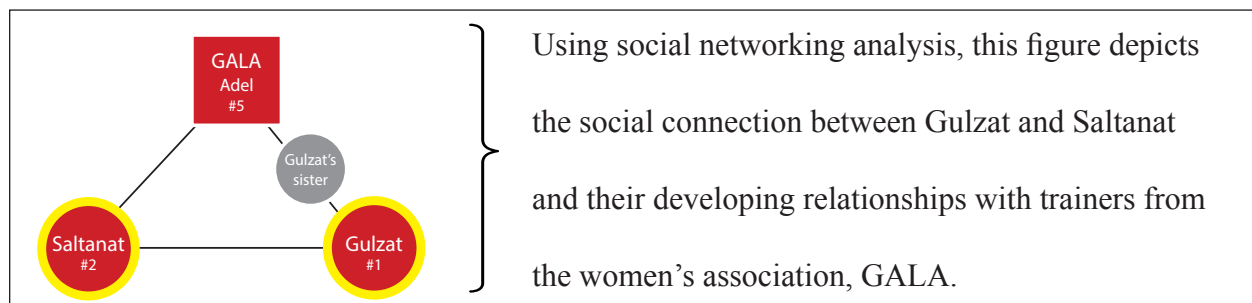 GALA
Adel
#5
Gulzat's
sister
Saltanat
#2
Gulzat
#1
Using social networking analysis, this figure depicts
the social connection between Gulzat and Saltanat
and their developing relationships with trainers from
the women’s association, GALA.